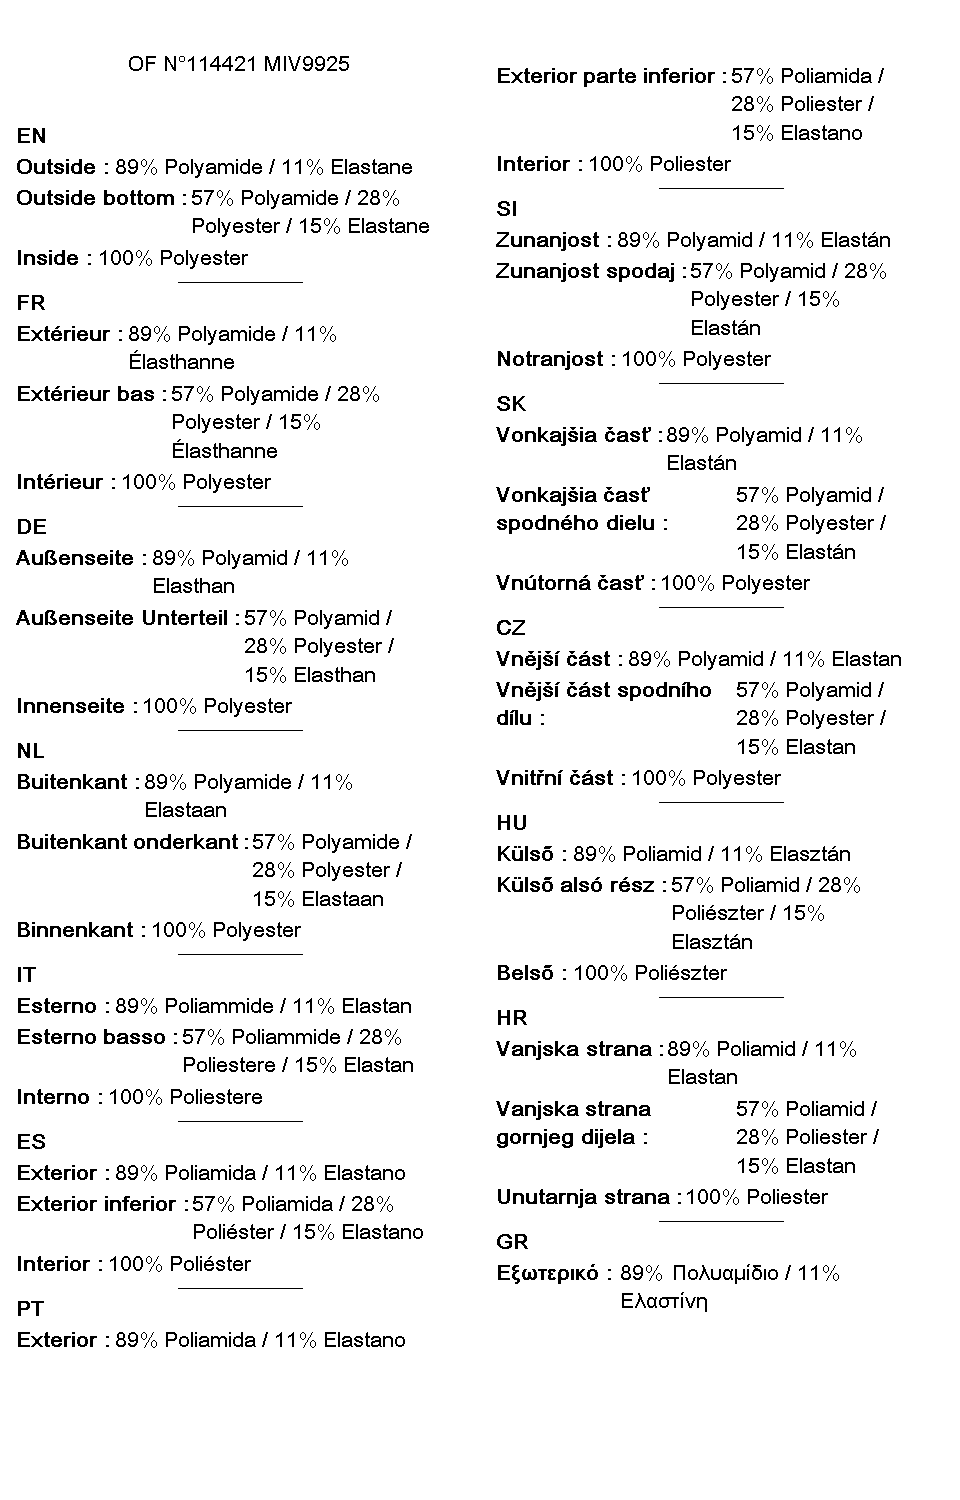 OF N°114421 MIV9925
EN
Outside : 89% Polyamide / 11% Elastane
Outside bottom : 57% Polyamide / 28%
Polyester / 15% Elastane
Inside : 100% Polyester
FR
Extérieur : 89% Polyamide / 11%
Élasthanne
Extérieur bas : 57% Polyamide / 28%
Polyester / 15%
Élasthanne
Intérieur : 100% Polyester
DE
Außenseite : 89% Polyamid / 11%
Elasthan
Außenseite Unterteil : 57% Polyamid /
28% Polyester /
15% Elasthan
Innenseite : 100% Polyester
NL
Buitenkant : 89% Polyamide / 11%
Elastaan
Buitenkant onderkant : 57% Polyamide /
28% Polyester /
15% Elastaan
Binnenkant : 100% Polyester
IT
Esterno : 89% Poliammide / 11% Elastan
Esterno basso : 57% Poliammide / 28%
Poliestere / 15% Elastan
Interno : 100% Poliestere
ES
Exterior : 89% Poliamida / 11% Elastano
Exterior inferior : 57% Poliamida / 28%
Poliéster / 15% Elastano
Interior : 100% Poliéster
PT
Exterior : 89% Poliamida / 11% Elastano
Exterior parte inferior : 57% Poliamida /
28% Poliester /
15% Elastano
Interior : 100% Poliester
SI
Zunanjost : 89% Polyamid / 11% Elastán
Zunanjost spodaj : 57% Polyamid / 28%
Polyester / 15%
Elastán
Notranjost : 100% Polyester
SK
Vonkajšia časť : 89% Polyamid / 11%
Elastán
Vonkajšia časť 57% Polyamid /
spodného dielu : 28% Polyester /
15% Elastán
Vnútorná časť : 100% Polyester
CZ
Vnější část : 89% Polyamid / 11% Elastan
Vnější část spodního 57% Polyamid /
dílu : 28% Polyester /
15% Elastan
Vnitřní část : 100% Polyester
HU
Külső : 89% Poliamid / 11% Elasztán
Külső alsó rész : 57% Poliamid / 28%
Poliészter / 15%
Elasztán
Belső : 100% Poliészter
HR
Vanjska strana : 89% Poliamid / 11%
Elastan
Vanjska strana 57% Poliamid /
gornjeg dijela : 28% Poliester /
15% Elastan
Unutarnja strana : 100% Poliester
GR
Εξωτερικό : 89% Πολυαμίδιο / 11%
Ελαστίνη